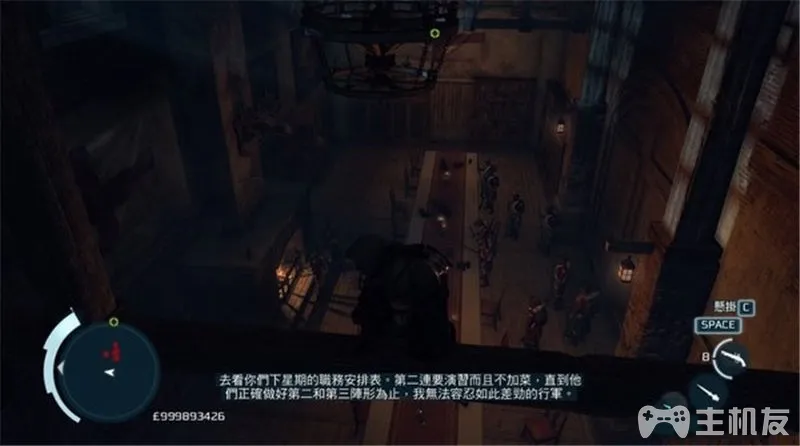 懸掛 C
SPACE
8
去看你們下星期的職務安排表。第二連要演習而且不加菜，直到他
們正確做好第二和第三陣形為止，我無法容忍如此差勁的行軍。
£999893426
主机友